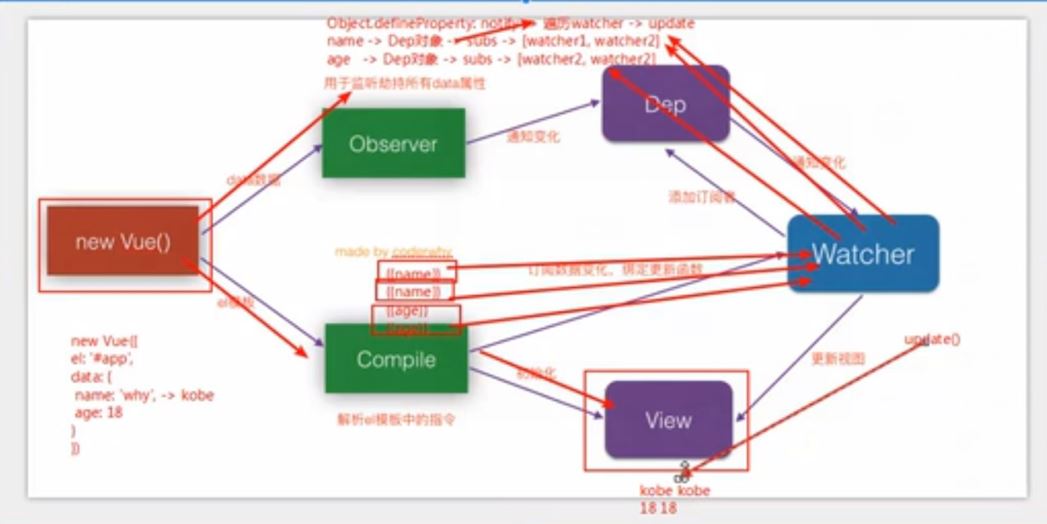 Object.defineProperty: notify -> 遍历watcher -> update
name -> Dep对象 -> subs -> [watcher1, watcher2]
age -> Dep对象 -> subs -> [watcher2, watcher2]
用于监听劫持所有data属性
Dep
Observer
通知变化
通知变化
data数据
添加订阅者
new Vue()
Watcher
made by coderwhy
{{name}}
订阅数据变化，绑定更新函数
{{name}}
el模板
{{age}}
{{age}}
new Vue({
el: '#app',
data: {
name: 'why', -> kobe
age: 18
}
})
Compile
update()
更新视图
初始化
解析el模板中的指令
View
kobe kobe
18 18